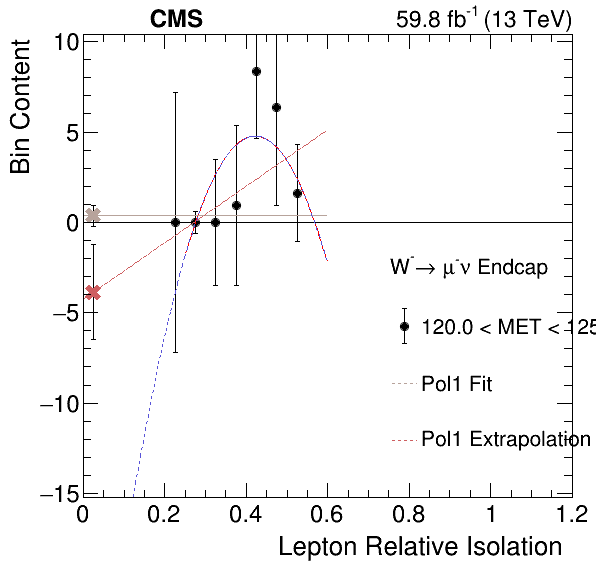 CMS 59.8 fb⁻¹ (13 TeV)
Bin Content
10
5
0
−5
−10
−15
W⁻→ μ⁻ν Endcap
120.0 < MET < 125
Pol1 Fit
Pol1 Extrapolation
0 0.2 0.4 0.6 0.8 1 1.2
Lepton Relative Isolation